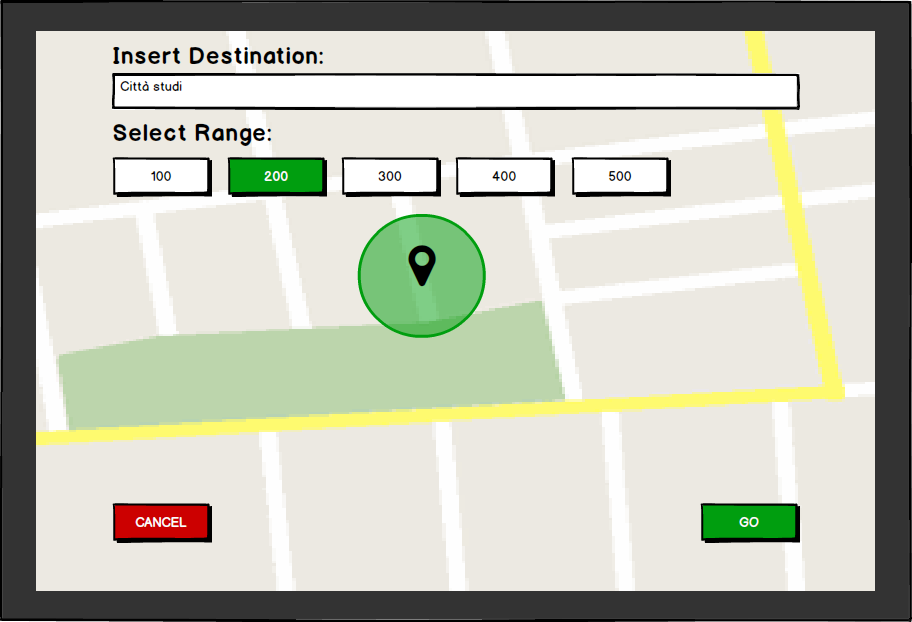 Insert Destination:
Città studi
Select Range:
100 200 300 400 500
CANCEL GO